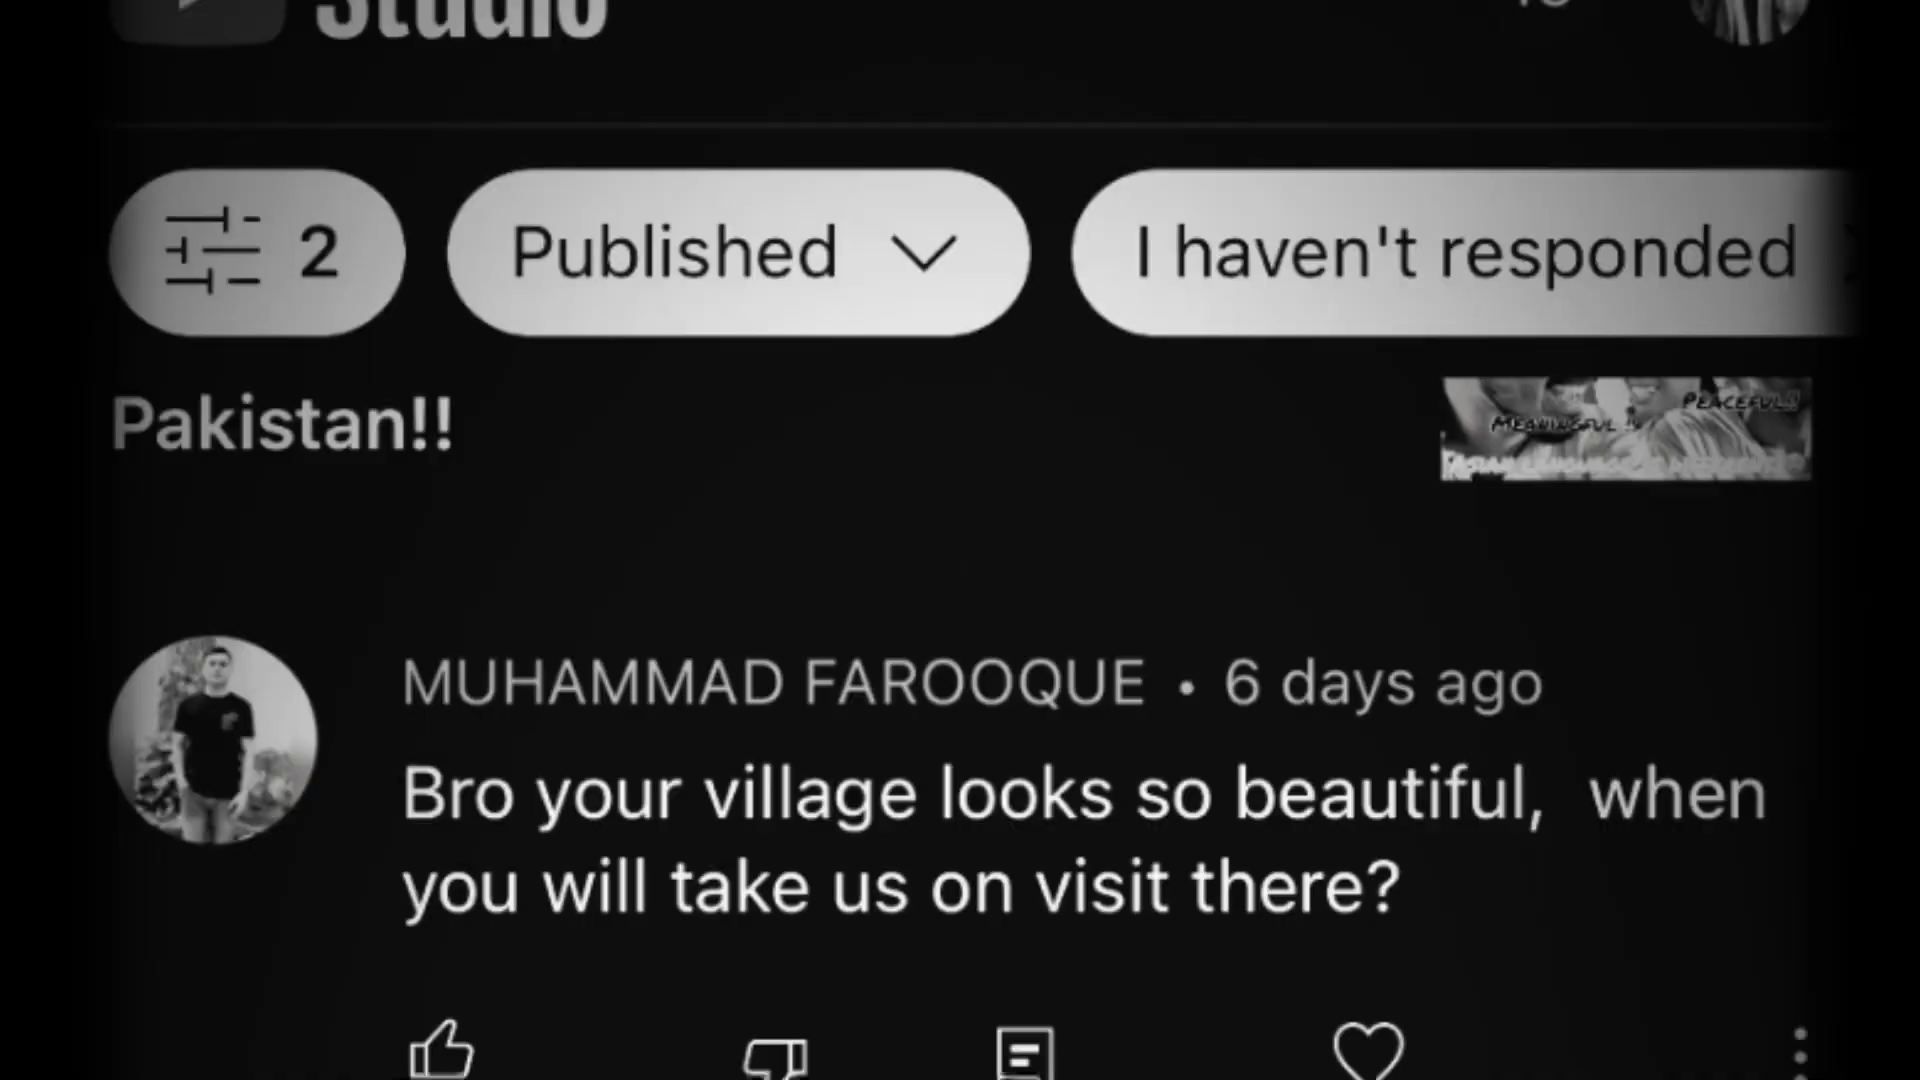 Studio
2
Published
I haven't responded
Pakistan!!
PEACEFUL!!
MEANINGFUL !!
MUHAMMAD FAROOQUE • 6 days ago
Bro your village looks so beautiful, when
you will take us on visit there?